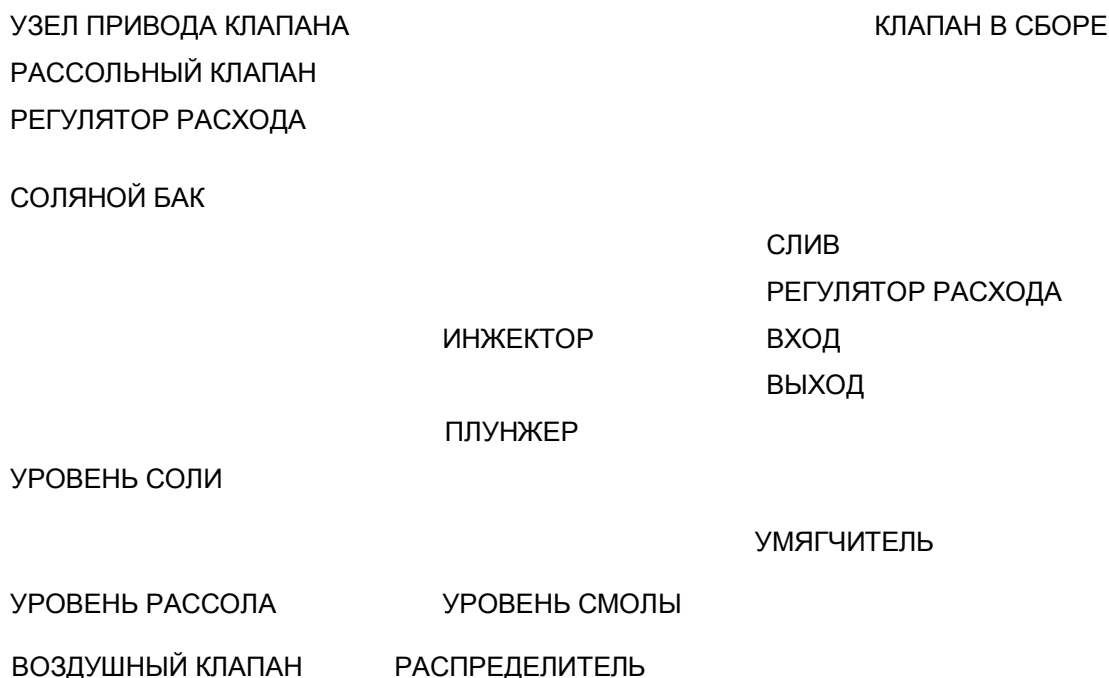 УЗЕЛ ПРИВОДА КЛАПАНА КЛАПАН В СБОРЕ
РАССОЛЬНЫЙ КЛАПАН
РЕГУЛЯТОР РАСХОДА
СОЛЯНОЙ БАК
СЛИВ
РЕГУЛЯТОР РАСХОДА
ИНЖЕКТОР ВХОД
ВЫХОД
ПЛУНЖЕР
УРОВЕНЬ СОЛИ
УМЯГЧИТЕЛЬ
УРОВЕНЬ РАССОЛА УРОВЕНЬ СМОЛЫ
ВОЗДУШНЫЙ КЛАПАН РАСПРЕДЕЛИТЕЛЬ